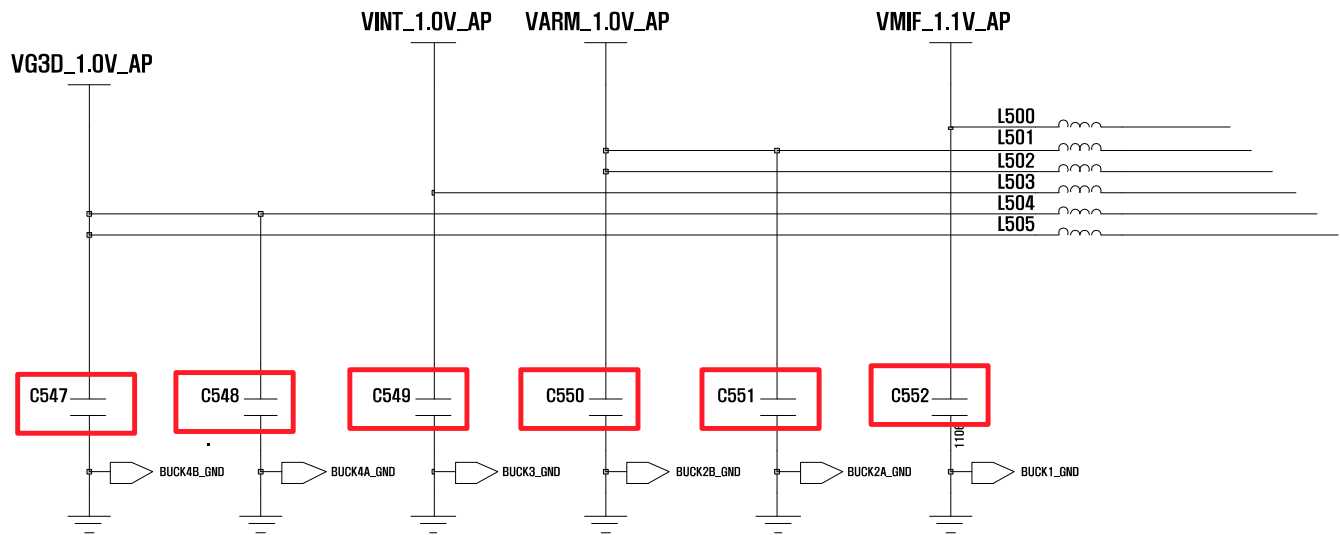 VINT_1.0V_AP
VARM_1.0V_AP
VMIF_1.1V_AP
VG3D_1.0V_AP
L500
L501
L502
L503
L504
L505
C547
C548
C549
C550
C551
C552
BUCK4B_GND
BUCK4A_GND
BUCK3_GND
BUCK2B_GND
BUCK2A_GND
BUCK1_GND